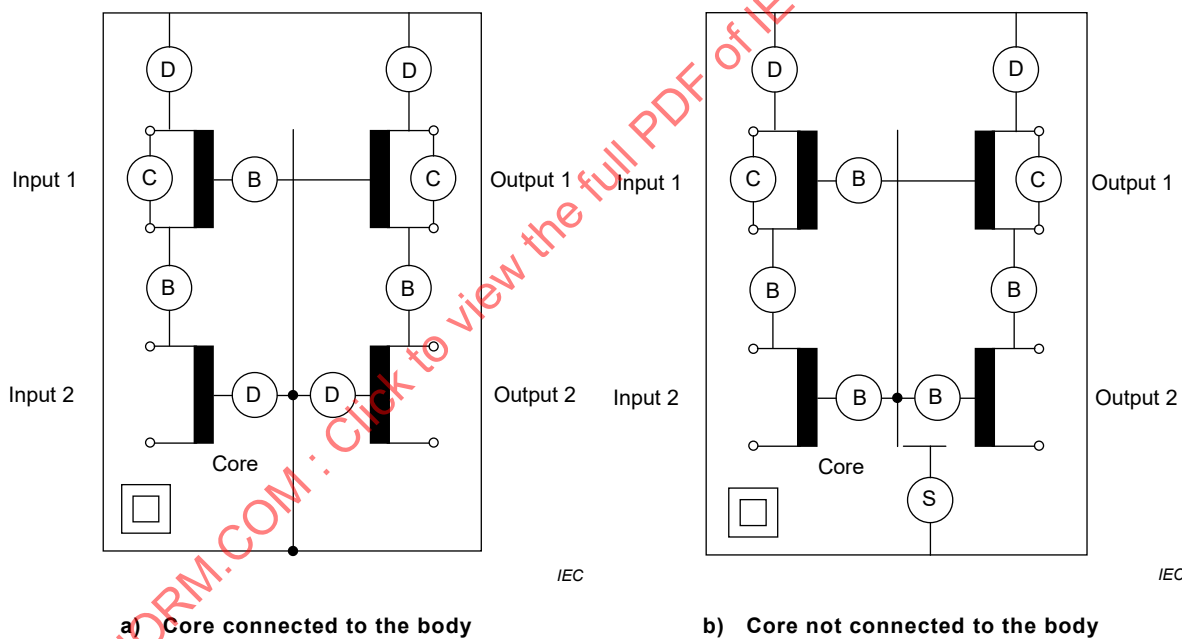 D
D
D
D
Input 1
C
B
C
Output 1
Input 1
C
B
C
Output 1
B
B
B
B
Input 2
D
D
Output 2
Input 2
B
B
Output 2
Core
Core
S
IEC
IEC
a) Core connected to the body
b) Core not connected to the body
ORM.COM : Click to view the full PDF of IE